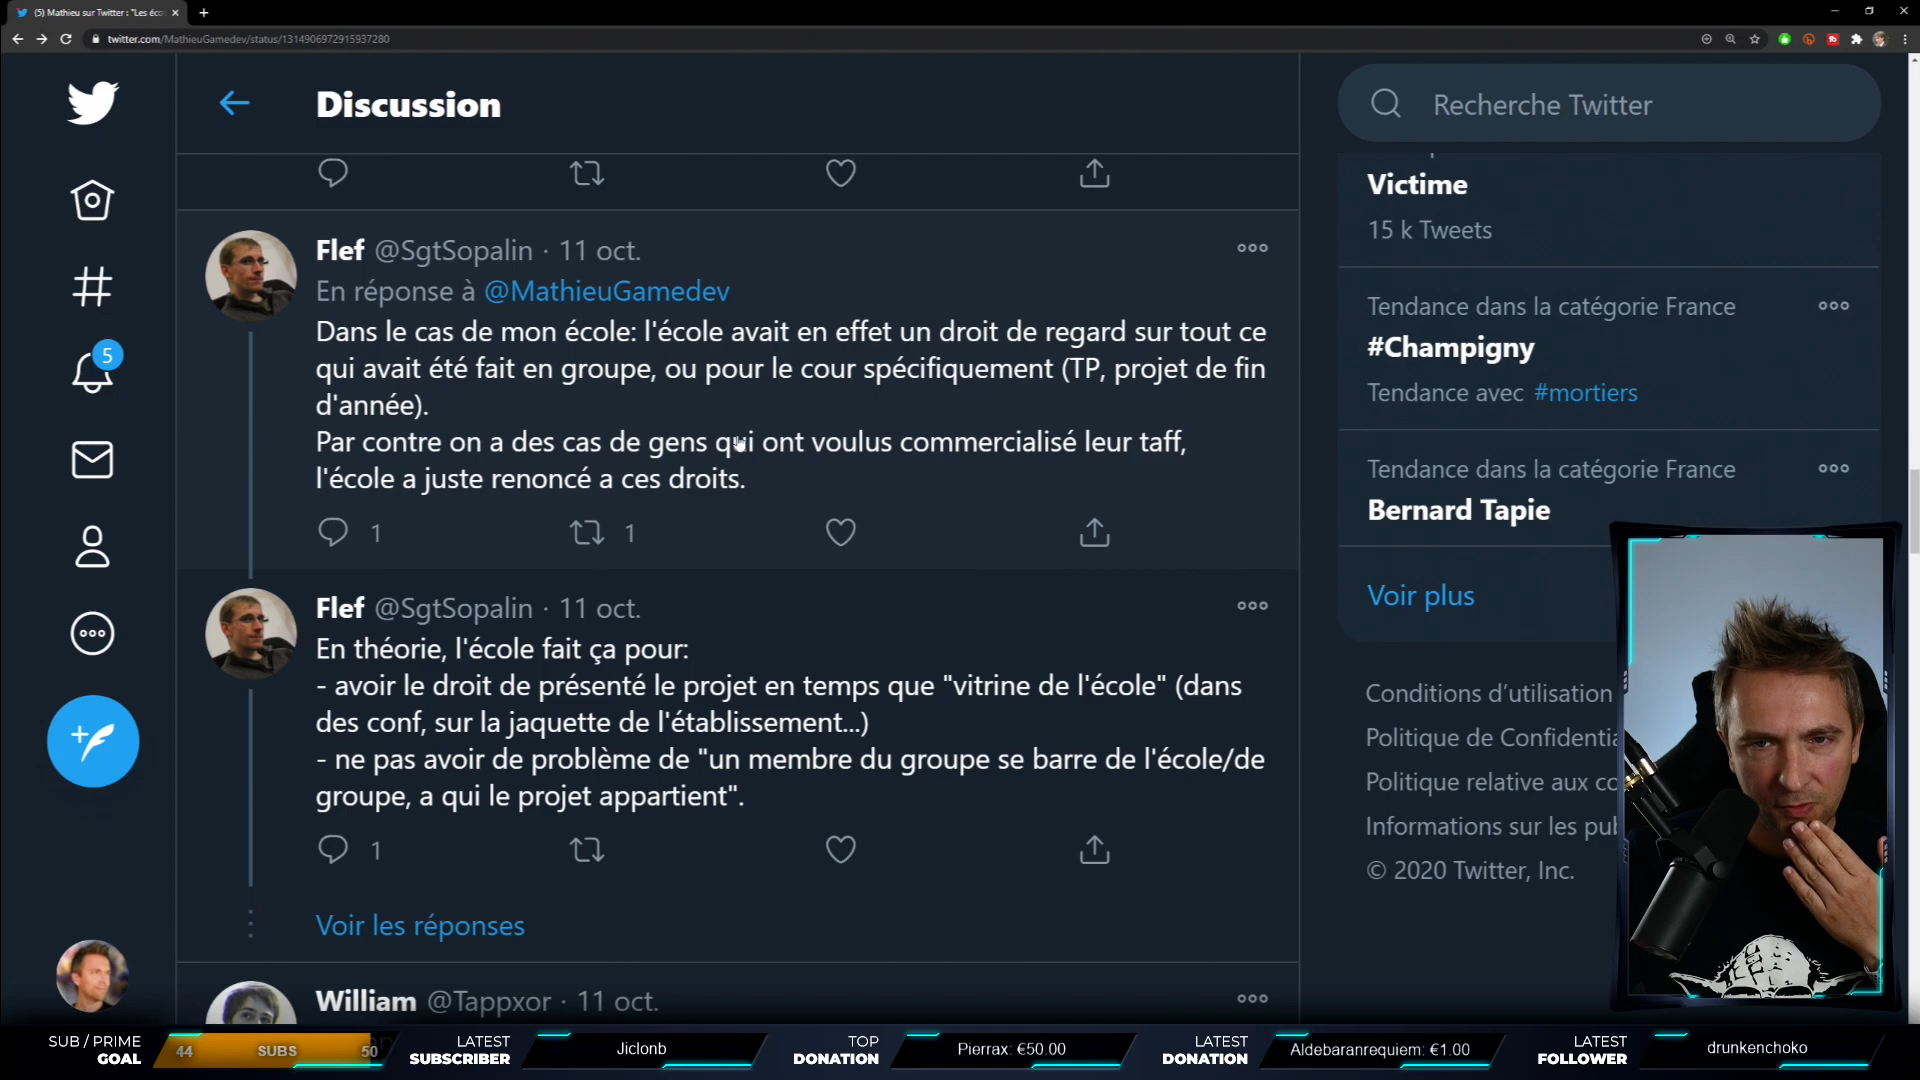 (5) Mathieu sur Twitter : "Les éco
twitter.com/MathieuGamedev/status/1314906972915937280
Discussion
Recherche Twitter
Victime
15 k Tweets
Flef @SgtSopalin · 11 oct.
En réponse à @MathieuGamedev
Dans le cas de mon école: l'école avait en effet un droit de regard sur tout ce
qui avait été fait en groupe, ou pour le cour spécifiquement (TP, projet de fin
d'année).
Par contre on a des cas de gens qui ont voulus commercialisé leur taff,
l'école a juste renoncé a ces droits.
1
1
Tendance dans la catégorie France
#Champigny
Tendance avec #mortiers
Tendance dans la catégorie France
Bernard Tapie
Voir plus
5
Flef @SgtSopalin · 11 oct.
En théorie, l'école fait ça pour:
- avoir le droit de présenté le projet en temps que "vitrine de l'école" (dans
des conf, sur la jaquette de l'établissement...)
- ne pas avoir de problème de "un membre du groupe se barre de l'école/de
groupe, a qui le projet appartient".
1
Voir les réponses
Conditions d'utilisation
Politique de Confidentia
Politique relative aux co
Informations sur les pub
© 2020 Twitter, Inc.
William @Tappxor · 11 oct.
SUB / PRIME
GOAL
44 SUBS 50
LATEST
SUBSCRIBER
Jiclonb
TOP
DONATION
Pierrax: €50.00
LATEST
DONATION
Aldebaranrequiem: €1.00
LATEST
FOLLOWER
drunkenchoko